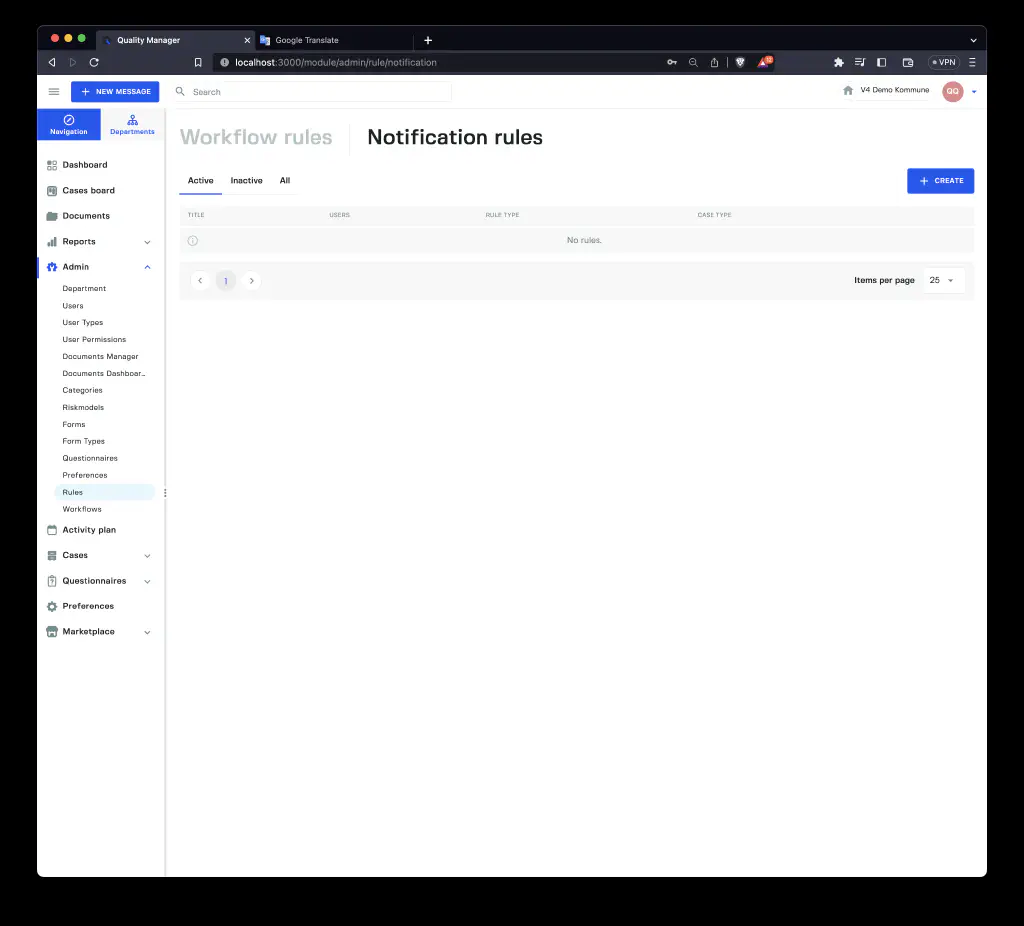 Quality Manager
Google Translate
localhost:3000/module/admin/rule/notification
VPN
NEW MESSAGE
Search
V4 Demo Kommune
QQ
Navigation
Departments
Workflow rules
Notification rules
Active
Inactive
All
CREATE
TITLE USERS RULE TYPE CASE TYPE
No rules.
1
Items per page 25
Dashboard
Cases board
Documents
Reports
Admin
Department
Users
User Types
User Permissions
Documents Manager
Documents Dashboar...
Categories
Riskmodels
Forms
Form Types
Questionnaires
Preferences
Rules
Workflows
Activity plan
Cases
Questionnaires
Preferences
Marketplace